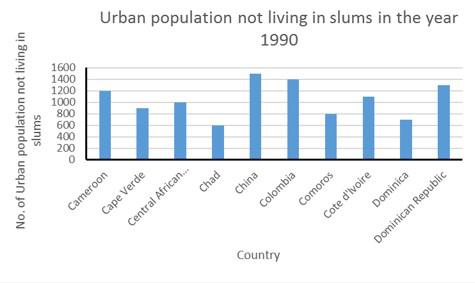 Urban population not living in slums in the year
1990
No. of Urban population not living in
slums
1600
1400
1200
1000
800
600
400
200
0
Cameroon
Cape Verde
Central African...
Chad
China
Colombia
Comoros
Cote d'Ivoire
Dominica
Dominican Republic
Country